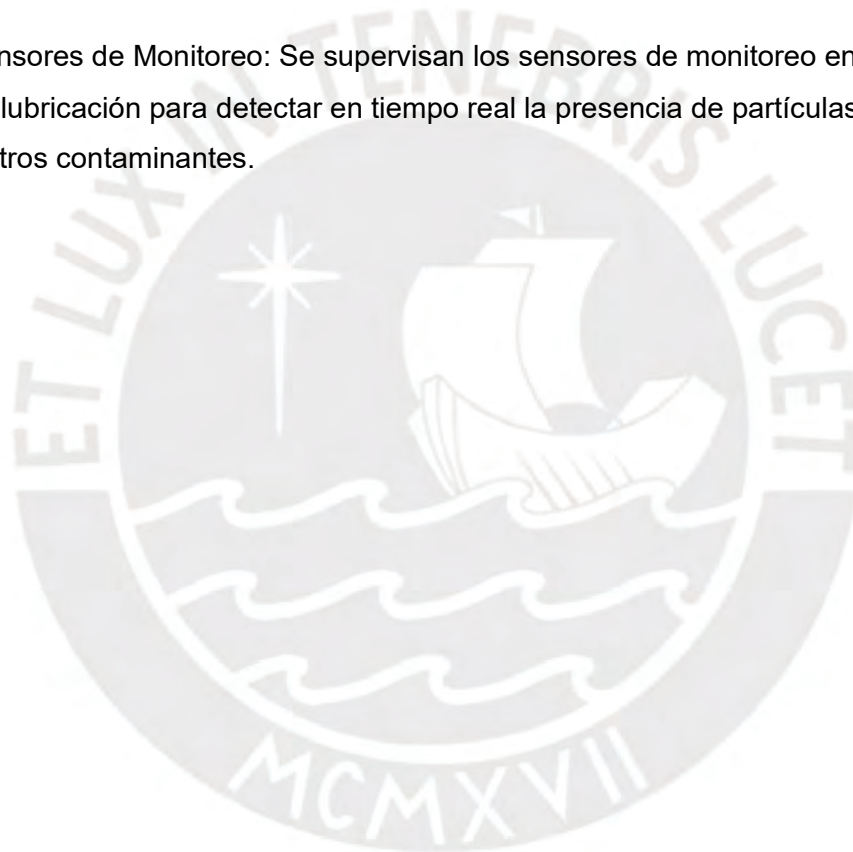 nsores de Monitoreo: Se supervisan los sensores de monitoreo en
lubricación para detectar en tiempo real la presencia de partículas
tros contaminantes.
ET LUX IN TENEBRIS LUCET
MCMXVII